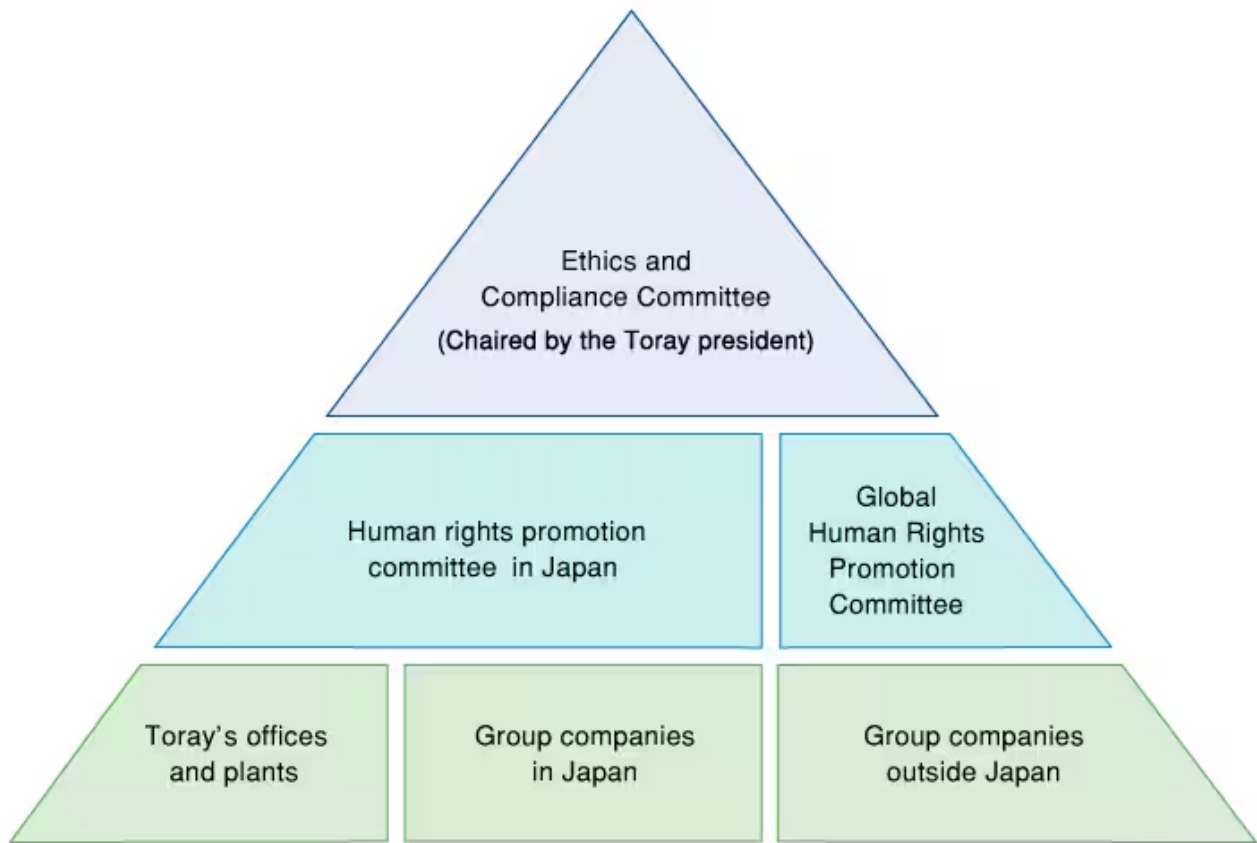 Ethics and
Compliance Committee
(Chaired by the Toray president)
Human rights promotion
committee in Japan
Global
Human Rights
Promotion
Committee
Toray's offices
and plants
Group companies
in Japan
Group companies
outside Japan